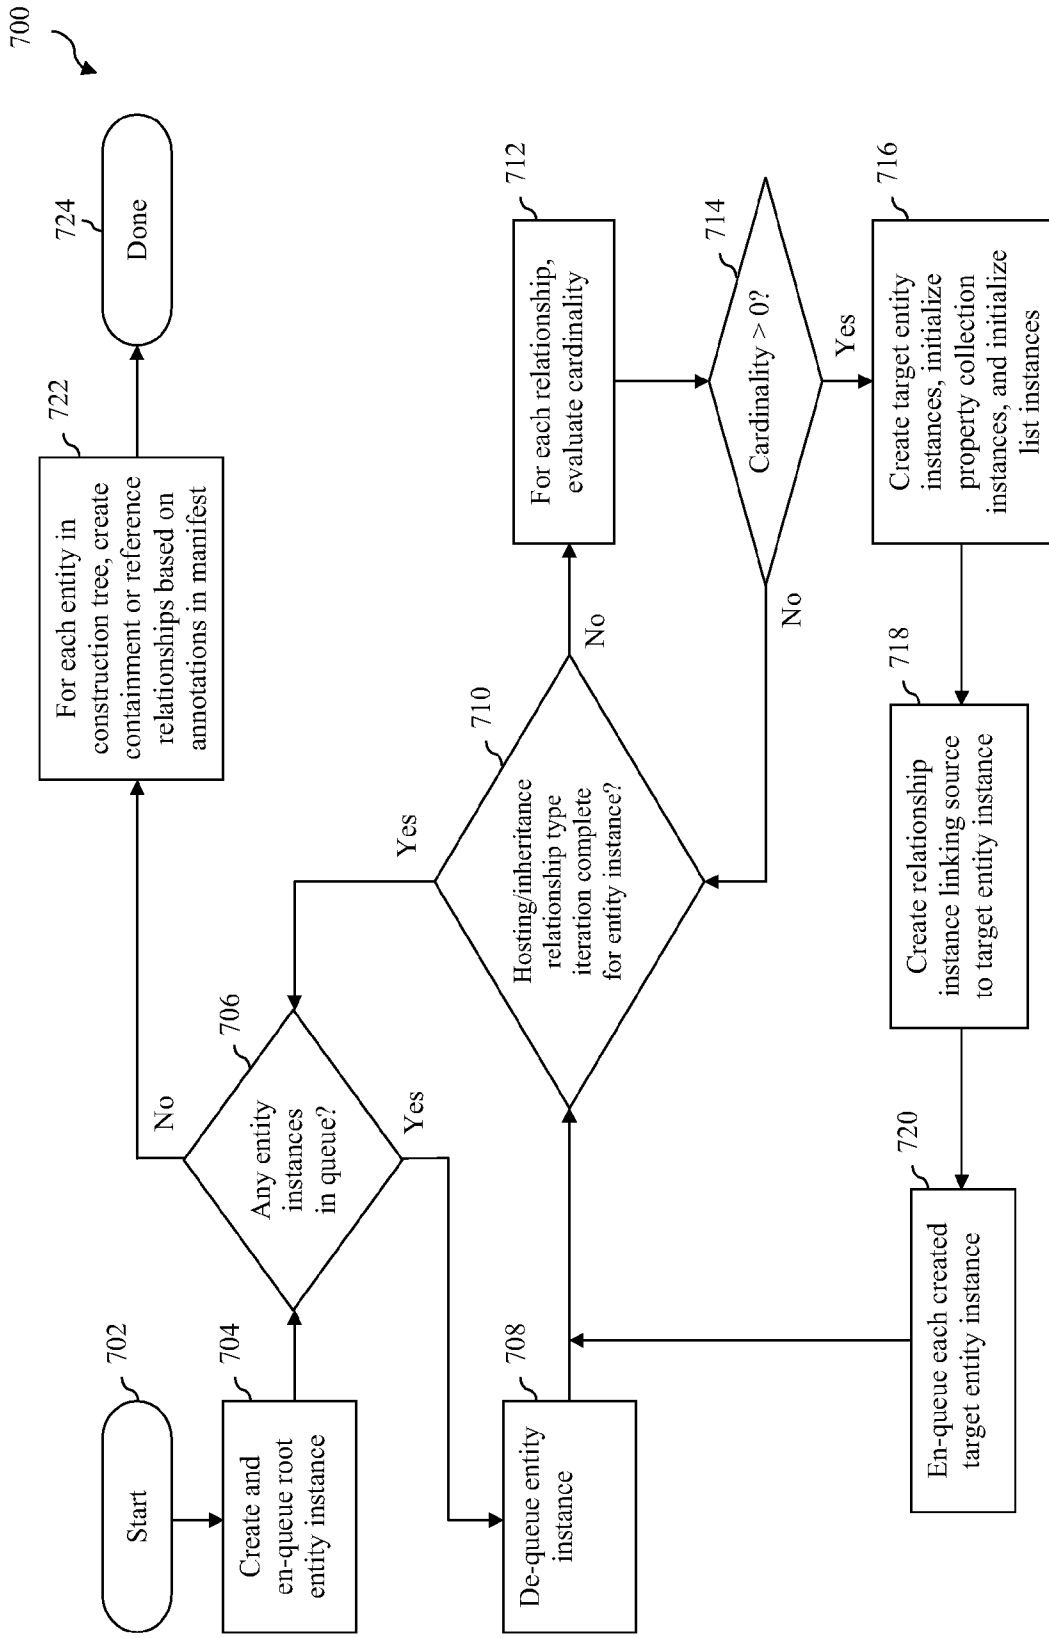 700
702
Start
704
Create and
en-queue root
entity instance
706
Any entity
instances
in queue?
No
Yes
708
De-queue entity
instance
710
Hosting/inheritance
relationship type
iteration complete
for entity instance?
Yes
No
712
For each relationship,
evaluate cardinality
714
Cardinality > 0?
No
Yes
716
Create target entity
instances, initialize
property collection
instances, and initialize
list instances
718
Create relationship
instance linking source
to target entity instance
720
En-queue each created
target entity instance
722
For each entity in
construction tree, create
containment or reference
relationships based on
annotations in manifest
724
Done